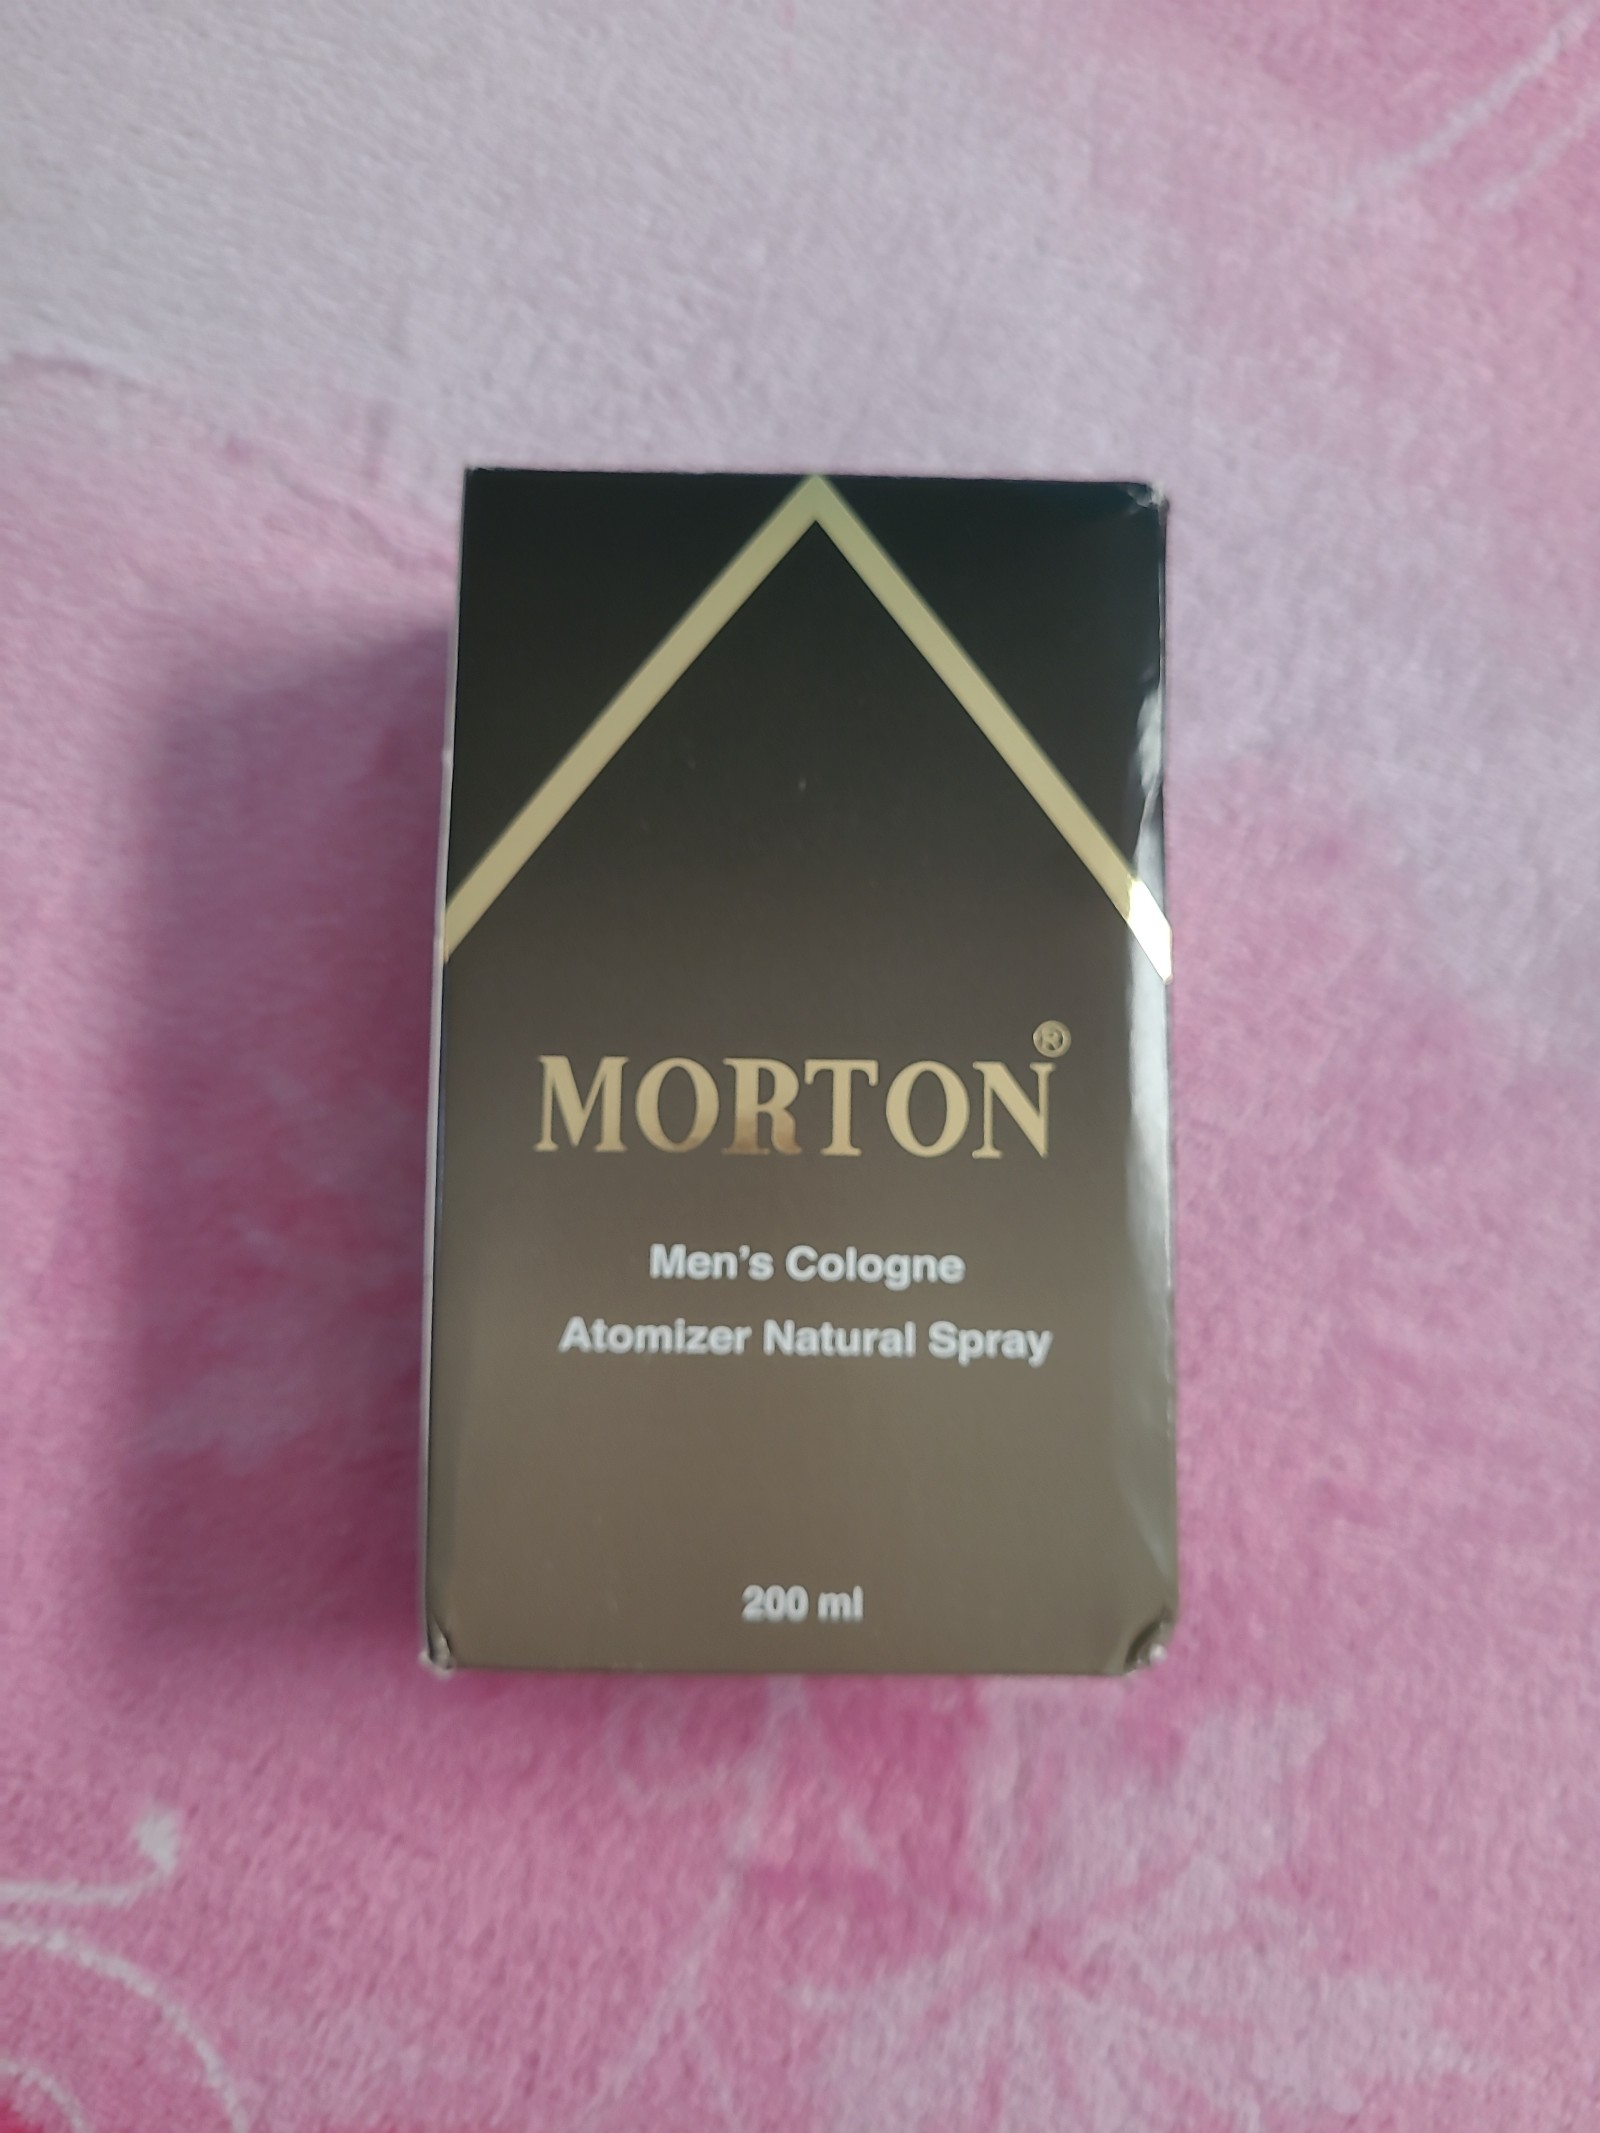 MORTON®
Men's Cologne
Atomizer Natural Spray
200 ml